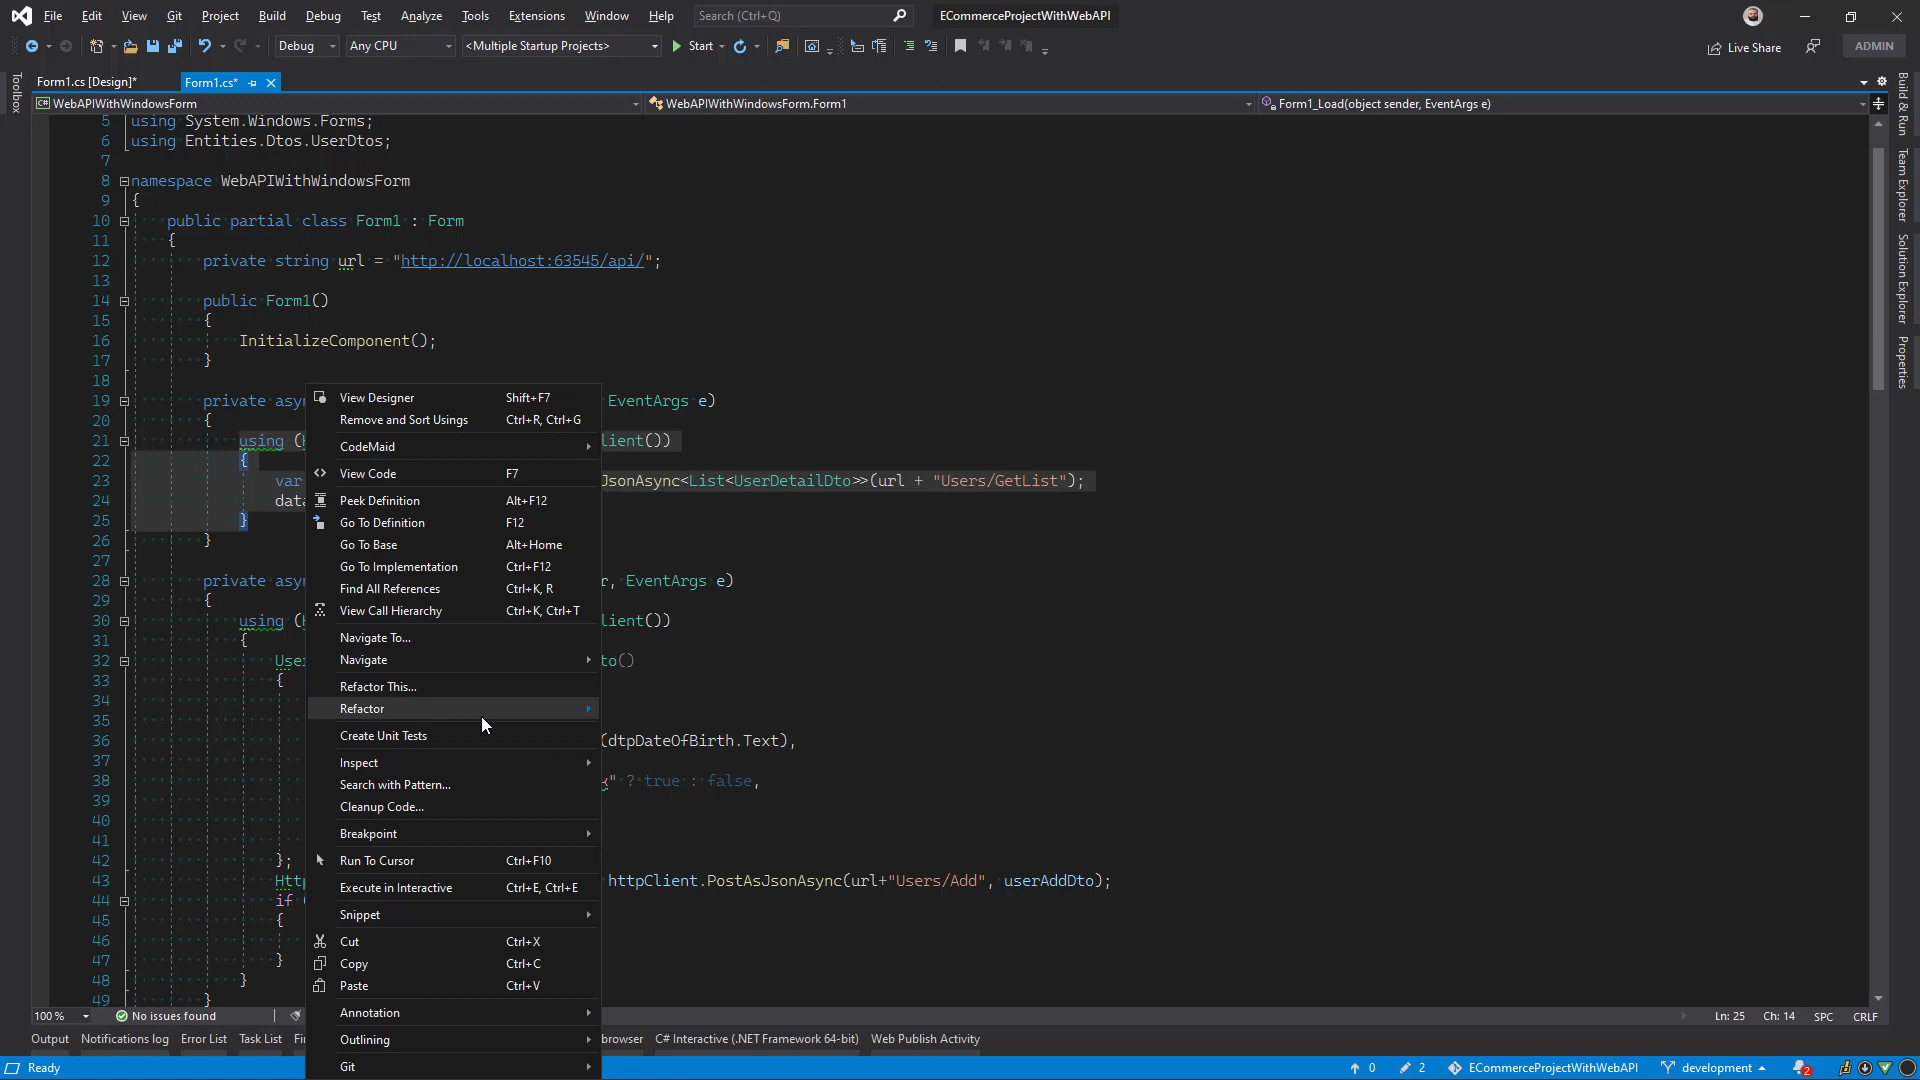 File Edit View Git Project Build Debug Test Analyze Tools Extensions Window Help Search (Ctrl+Q) ECommerceProjectWithWebAPI
Debug Any CPU <Multiple Startup Projects> Start Live Share ADMIN
Form1.cs [Design]* Form1.cs*
WebAPIWithWindowsForm WebAPIWithWindowsForm.Form1 Form1_Load(object sender, EventArgs e)
Toolbox
Build & Run
Team Explorer
Solution Explorer
Properties
5 using System.Windows.Forms;
6 using Entities.Dtos.UserDtos;
7
8 namespace WebAPIWithWindowsForm
9 {
10 public partial class Form1 : Form
11 {
12 private string url = "http://localhost:63545/api/";
13
14 public Form1()
15 {
16 InitializeComponent();
17 }
18
19 private asyn EventArgs e)
20 {
21 using ( lient())
22 {
23 var JsonAsync<List<UserDetailDto>>(url + "Users/GetList");
24 data
25 }
26 }
27
28 private asyn r, EventArgs e)
29 {
30 using ( lient())
31 {
32 User to()
33 {
34
35
36 (dtpDateOfBirth.Text),
37
38 " ? true : false,
39
40
41
42 };
43 Htt httpClient.PostAsJsonAsync(url+"Users/Add", userAddDto);
44 if (
45 {
46
47 }
48 }
49 }
View Designer Shift+F7
Remove and Sort Usings Ctrl+R, Ctrl+G
CodeMaid
View Code F7
Peek Definition Alt+F12
Go To Definition F12
Go To Base Alt+Home
Go To Implementation Ctrl+F12
Find All References Ctrl+K, R
View Call Hierarchy Ctrl+K, Ctrl+T
Navigate To...
Navigate
Refactor This...
Refactor
Create Unit Tests
Inspect
Search with Pattern...
Cleanup Code...
Breakpoint
Run To Cursor Ctrl+F10
Execute in Interactive Ctrl+E, Ctrl+E
Snippet
Cut Ctrl+X
Copy Ctrl+C
Paste Ctrl+V
Annotation
Outlining
Git
100 % No issues found Ln: 25 Ch: 14 SPC CRLF
Output Notifications log Error List Task List Fi browser C# Interactive (.NET Framework 64-bit) Web Publish Activity
Ready 0 2 ECommerceProjectWithWebAPI development 2